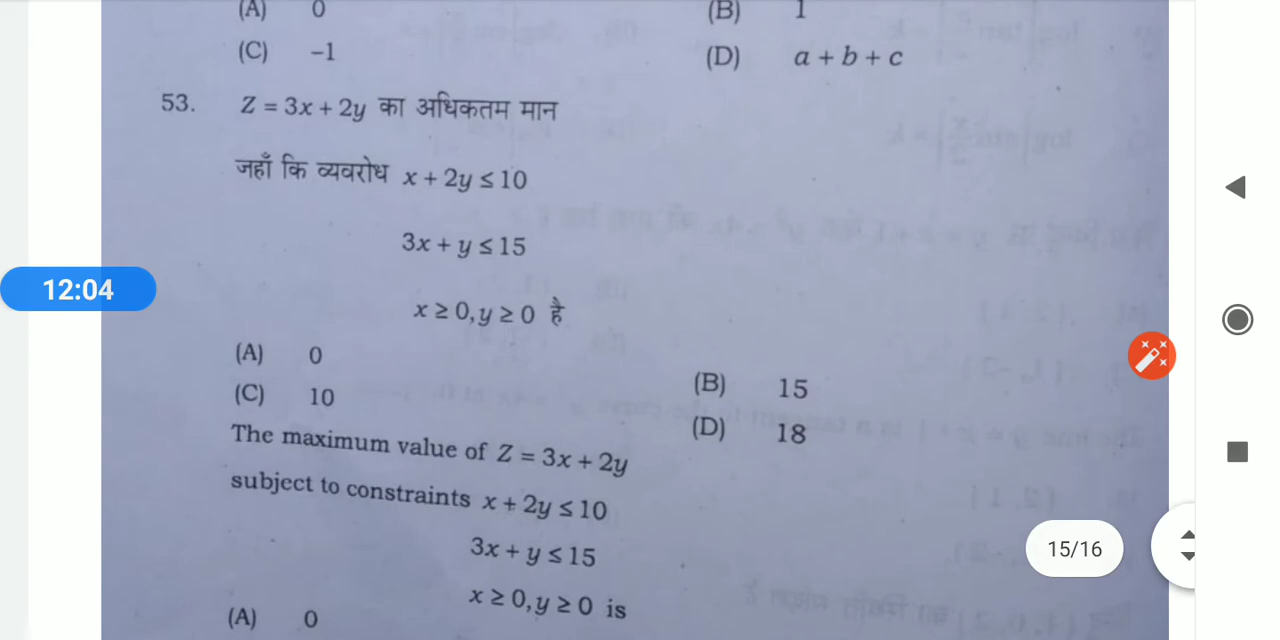 (A) 0 (B) 1
(C) –1 (D) a + b + c
53. Z = 3x + 2y का अधिकतम मान
जहाँ कि व्यवरोध x + 2y ≤ 10
3x + y ≤ 15
12:04
x ≥ 0, y ≥ 0 है
(A) 0 (B) 15
(C) 10 (D) 18
The maximum value of Z = 3x + 2y
subject to constraints x + 2y ≤ 10
3x + y ≤ 15
15/16
x ≥ 0, y ≥ 0 is
(A) 0